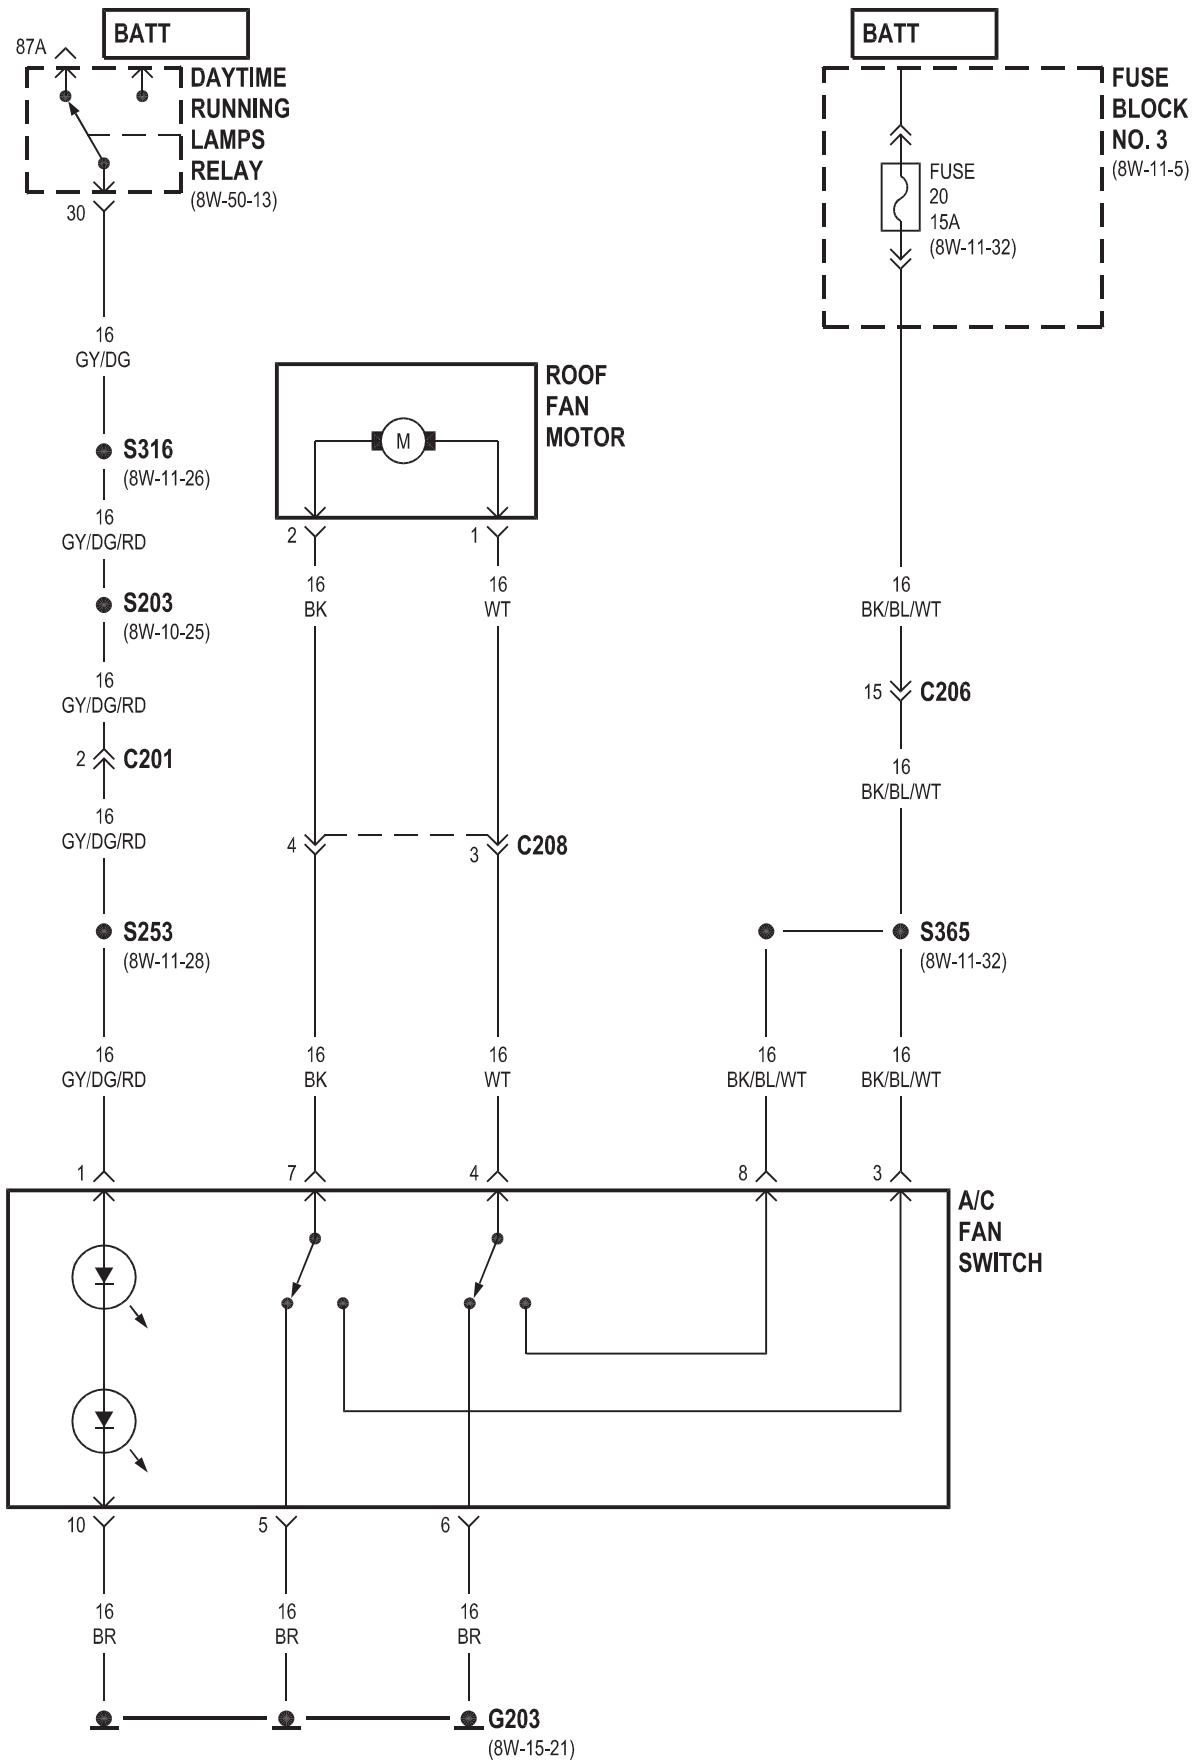 BATT
87A
DAYTIME
RUNNING
LAMPS
RELAY
(8W-50-13)
30
16
GY/DG
S316
(8W-11-26)
16
GY/DG/RD
S203
(8W-10-25)
16
GY/DG/RD
2
C201
16
GY/DG/RD
S253
(8W-11-28)
16
GY/DG/RD
1
ROOF
FAN
MOTOR
M
2
1
16
BK
16
WT
4
3
C208
16
BK
16
WT
7
4
BATT
FUSE
BLOCK
NO. 3
(8W-11-5)
FUSE
20
15A
(8W-11-32)
16
BK/BL/WT
15
C206
16
BK/BL/WT
S365
(8W-11-32)
16
BK/BL/WT
16
BK/BL/WT
8
3
A/C
FAN
SWITCH
10
5
6
16
BR
16
BR
16
BR
G203
(8W-15-21)